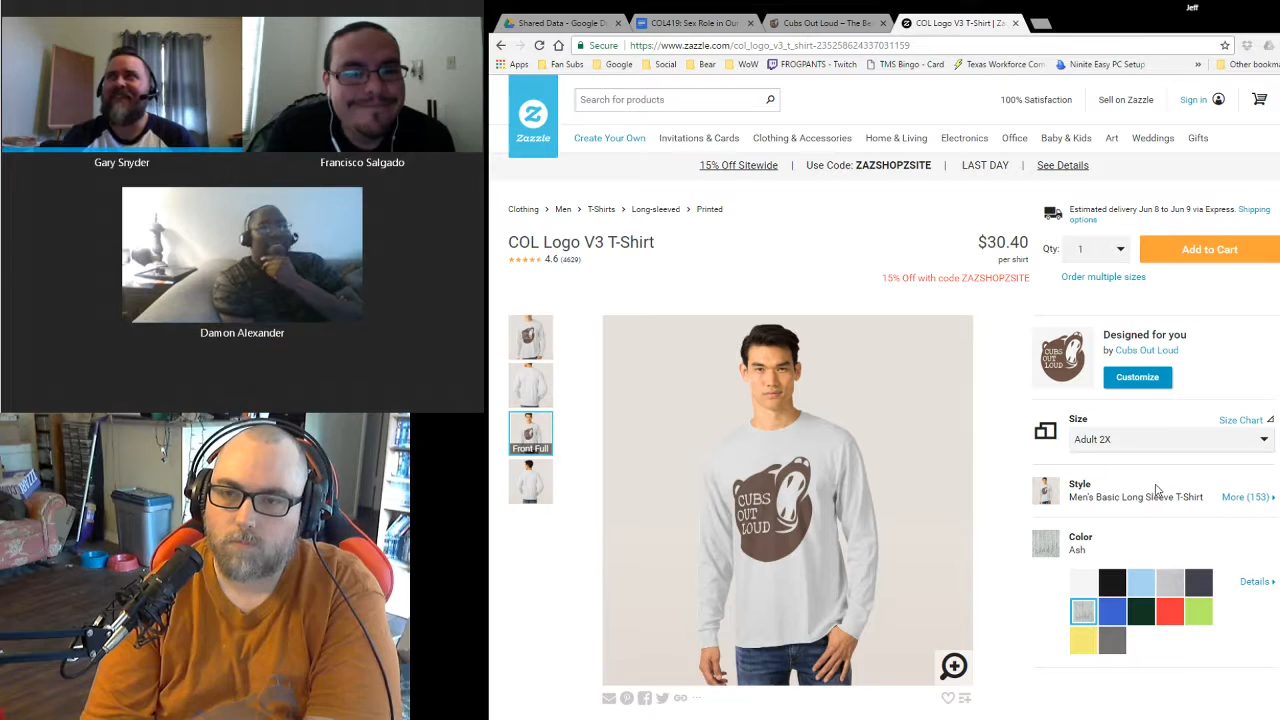 Jeff
Gary Snyder
Francisco Salgado
Damon Alexander
Shared Data - Google D
COL419: Sex Role in Our
Cubs Out Loud – The Be
COL Logo V3 T-Shirt | Za
Secure
https://www.zazzle.com/col_logo_v3_t_shirt-235258624337031159
Apps
Fan Subs
Google
Social
Bear
WoW
FROGPANTS - Twitch
TMS Bingo - Card
Texas Workforce Com
Ninite Easy PC Setup
»
Other bookma
Zazzle
Search for products
100% Satisfaction
Sell on Zazzle
Sign in
Create Your Own
Invitations & Cards
Clothing & Accessories
Home & Living
Electronics
Office
Baby & Kids
Art
Weddings
Gifts
15% Off Sitewide | Use Code: ZAZSHOPZSITE | LAST DAY | See Details
Clothing > Men > T-Shirts > Long-sleeved > Printed
COL Logo V3 T-Shirt
4.6 (4629)
$30.40
per shirt
15% Off with code ZAZSHOPZSITE
Estimated delivery Jun 8 to Jun 9 via Express. Shipping
options
Qty: 1
Add to Cart
Order multiple sizes
Front Full
CUBS
OUT
LOUD
CUBS
OUT
LOUD
Designed for you
by Cubs Out Loud
Customize
Size
Size Chart
Adult 2X
Style
Men's Basic Long Sleeve T-Shirt
More (153)
Color
Ash
Details